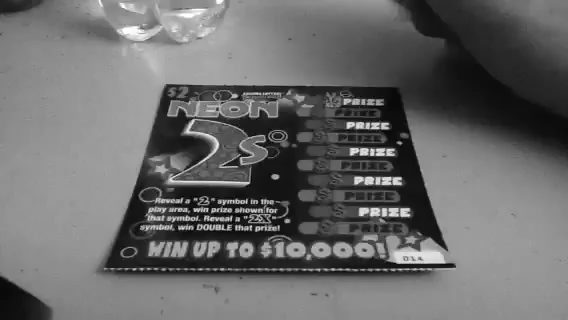 $2
NEON
2s
PRIZE
PRIZE
PRIZE
PRIZE
PRIZE
PRIZE
PRIZE
PRIZE
PRIZE
PRIZE
Reveal a "2" symbol in the
play area, win prize shown for
that symbol. Reveal a "2X"
symbol, win DOUBLE that prize!
WIN UP TO $10,000!
014